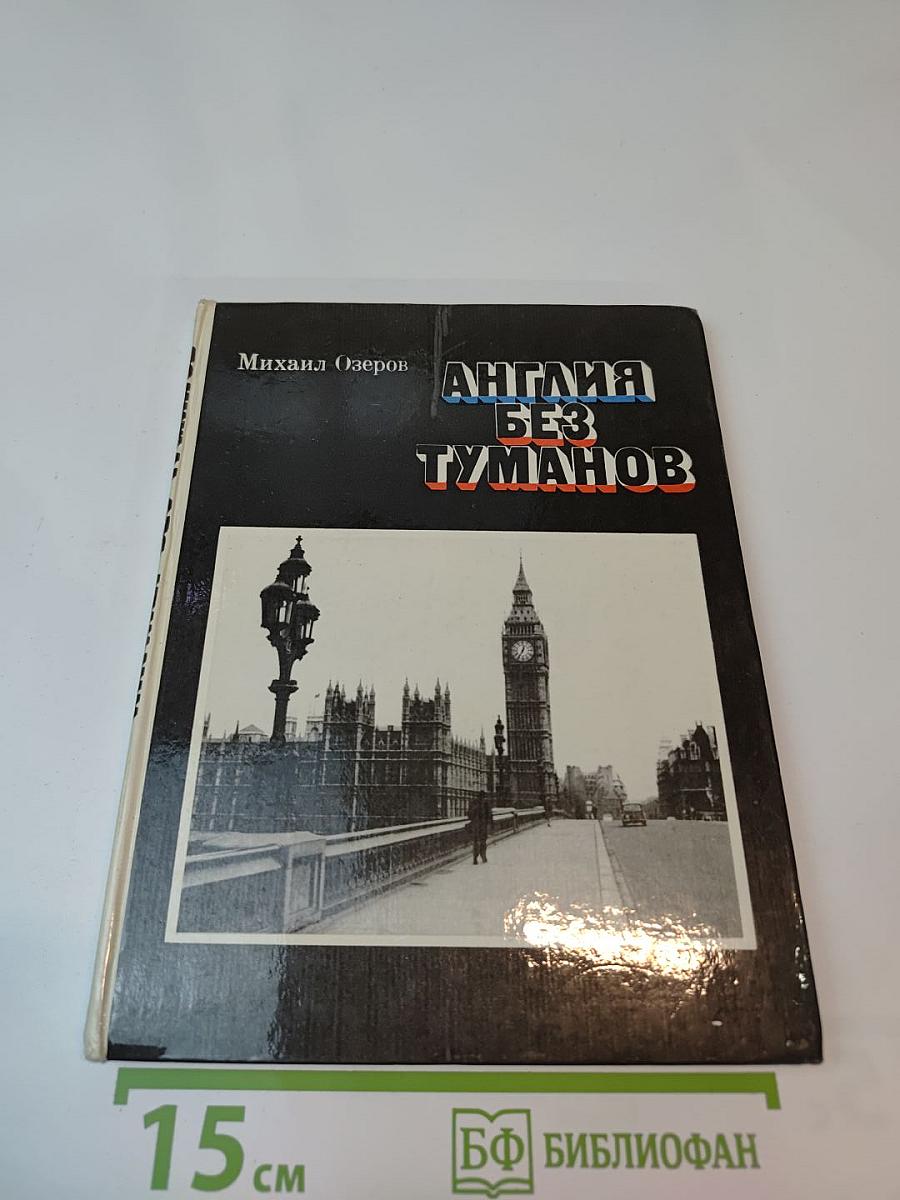 Михаил Озеров
АНГЛИЯ
БЕЗ
ТУМАНОВ
15 см
БФ БИБЛИОФАН